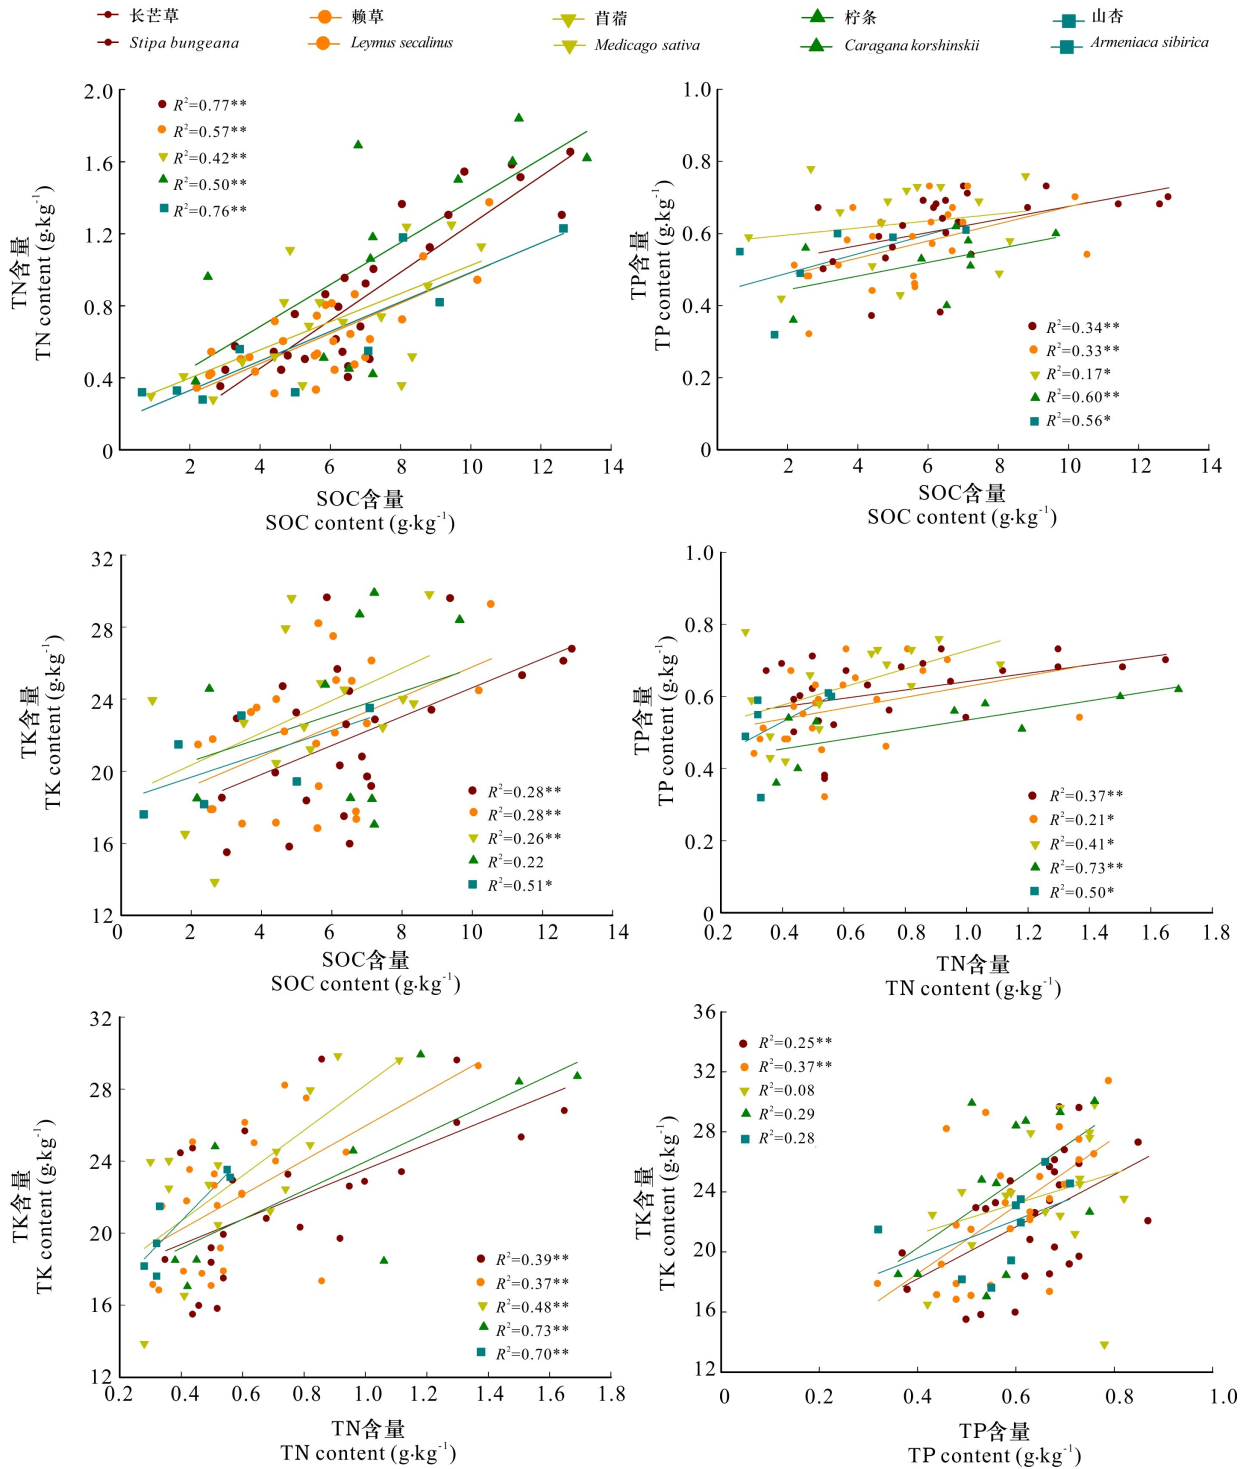 长芒草 赖草 苜蓿 柠条 山杏
Stipa bungeana Leymus secalinus Medicago sativa Caragana korshinskii Armeniaca sibirica
2.0
1.6
1.2
0.8
0.4
0
TN含量
TN content (g·kg⁻¹)
R²=0.77**
R²=0.57**
R²=0.42**
R²=0.50**
R²=0.76**
2 4 6 8 10 12 14
SOC含量
SOC content (g·kg⁻¹)
1.0
0.8
0.6
0.4
0.2
0
TP含量
TP content (g·kg⁻¹)
R²=0.34**
R²=0.33**
R²=0.17*
R²=0.60**
R²=0.56*
2 4 6 8 10 12 14
SOC含量
SOC content (g·kg⁻¹)
32
28
24
20
16
12
TK含量
TK content (g·kg⁻¹)
R²=0.28**
R²=0.28**
R²=0.26**
R²=0.22
R²=0.51*
0 2 4 6 8 10 12 14
SOC含量
SOC content (g·kg⁻¹)
1.0
0.8
0.6
0.4
0.2
0
TP含量
TP content (g·kg⁻¹)
R²=0.37**
R²=0.21*
R²=0.41*
R²=0.73**
R²=0.50*
0.2 0.4 0.6 0.8 1.0 1.2 1.4 1.6 1.8
TN含量
TN content (g·kg⁻¹)
32
28
24
20
16
12
TK含量
TK content (g·kg⁻¹)
R²=0.39**
R²=0.37**
R²=0.48**
R²=0.73**
R²=0.70**
0.2 0.4 0.6 0.8 1.0 1.2 1.4 1.6 1.8
TN含量
TN content (g·kg⁻¹)
36
32
28
24
20
16
12
TK含量
TK content (g·kg⁻¹)
R²=0.25**
R²=0.37**
R²=0.08
R²=0.29
R²=0.28
0 0.2 0.4 0.6 0.8 1.0
TP含量
TP content (g·kg⁻¹)